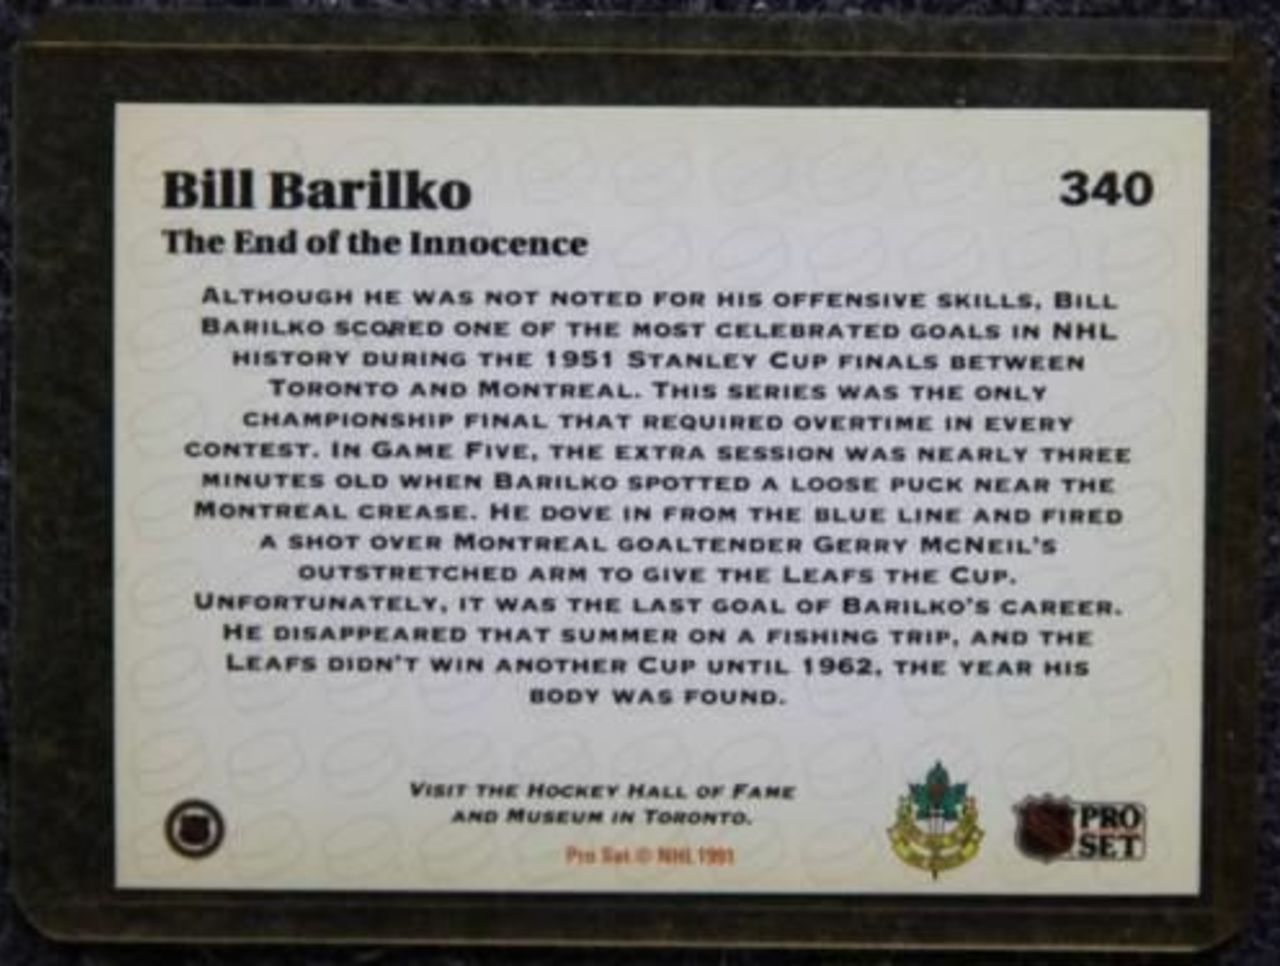 Bill Barilko
340
The End of the Innocence
ALTHOUGH HE WAS NOT NOTED FOR HIS OFFENSIVE SKILLS, BILL
BARILKO SCORED ONE OF THE MOST CELEBRATED GOALS IN NHL
HISTORY DURING THE 1951 STANLEY CUP FINALS BETWEEN
TORONTO AND MONTREAL. THIS SERIES WAS THE ONLY
CHAMPIONSHIP FINAL THAT REQUIRED OVERTIME IN EVERY
CONTEST. IN GAME FIVE, THE EXTRA SESSION WAS NEARLY THREE
MINUTES OLD WHEN BARILKO SPOTTED A LOOSE PUCK NEAR THE
MONTREAL CREASE. HE DOVE IN FROM THE BLUE LINE AND FIRED
A SHOT OVER MONTREAL GOALTENDER GERRY MCNEIL'S
OUTSTRETCHED ARM TO GIVE THE LEAFS THE CUP.
UNFORTUNATELY, IT WAS THE LAST GOAL OF BARILKO'S CAREER.
HE DISAPPEARED THAT SUMMER ON A FISHING TRIP, AND THE
LEAFS DIDN'T WIN ANOTHER CUP UNTIL 1962, THE YEAR HIS
BODY WAS FOUND.
VISIT THE HOCKEY HALL OF FAME
AND MUSEUM IN TORONTO.
Pro Set © NHL 1991
PRO
SET